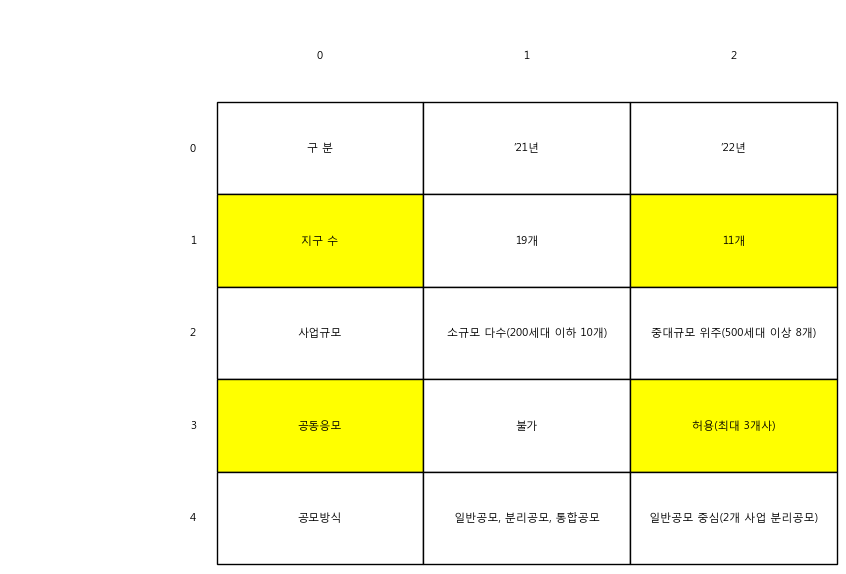 0 1 2
0 구 분 ’21년 ’22년
1 지구 수 19개 11개
2 사업규모 소규모 다수(200세대 이하 10개) 중대규모 위주(500세대 이상 8개)
3 공동응모 불가 허용(최대 3개사)
4 공모방식 일반공모, 분리공모, 통합공모 일반공모 중심(2개 사업 분리공모)